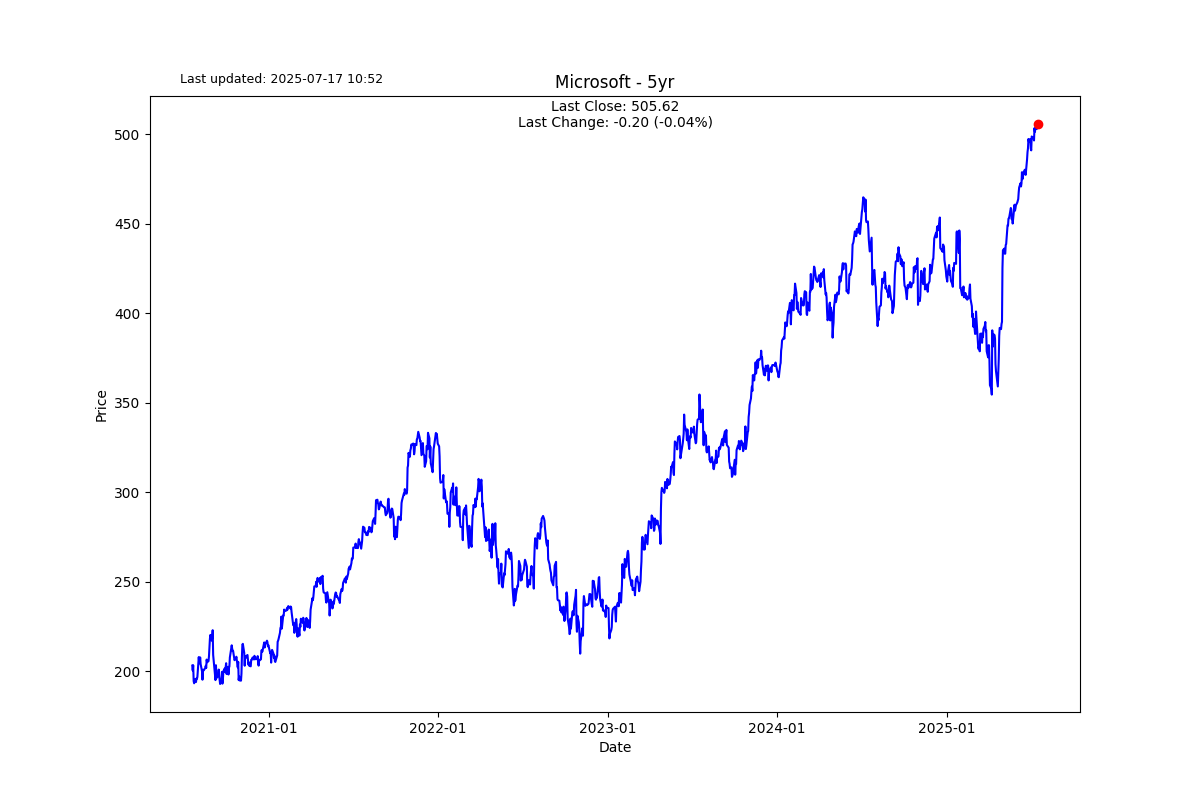 Last updated: 2025-07-17 10:52
Microsoft - 5yr
Last Close: 505.62
Last Change: -0.20 (-0.04%)
500
450
400
350
300
250
200
Price
2021-01
2022-01
2023-01
2024-01
2025-01
Date